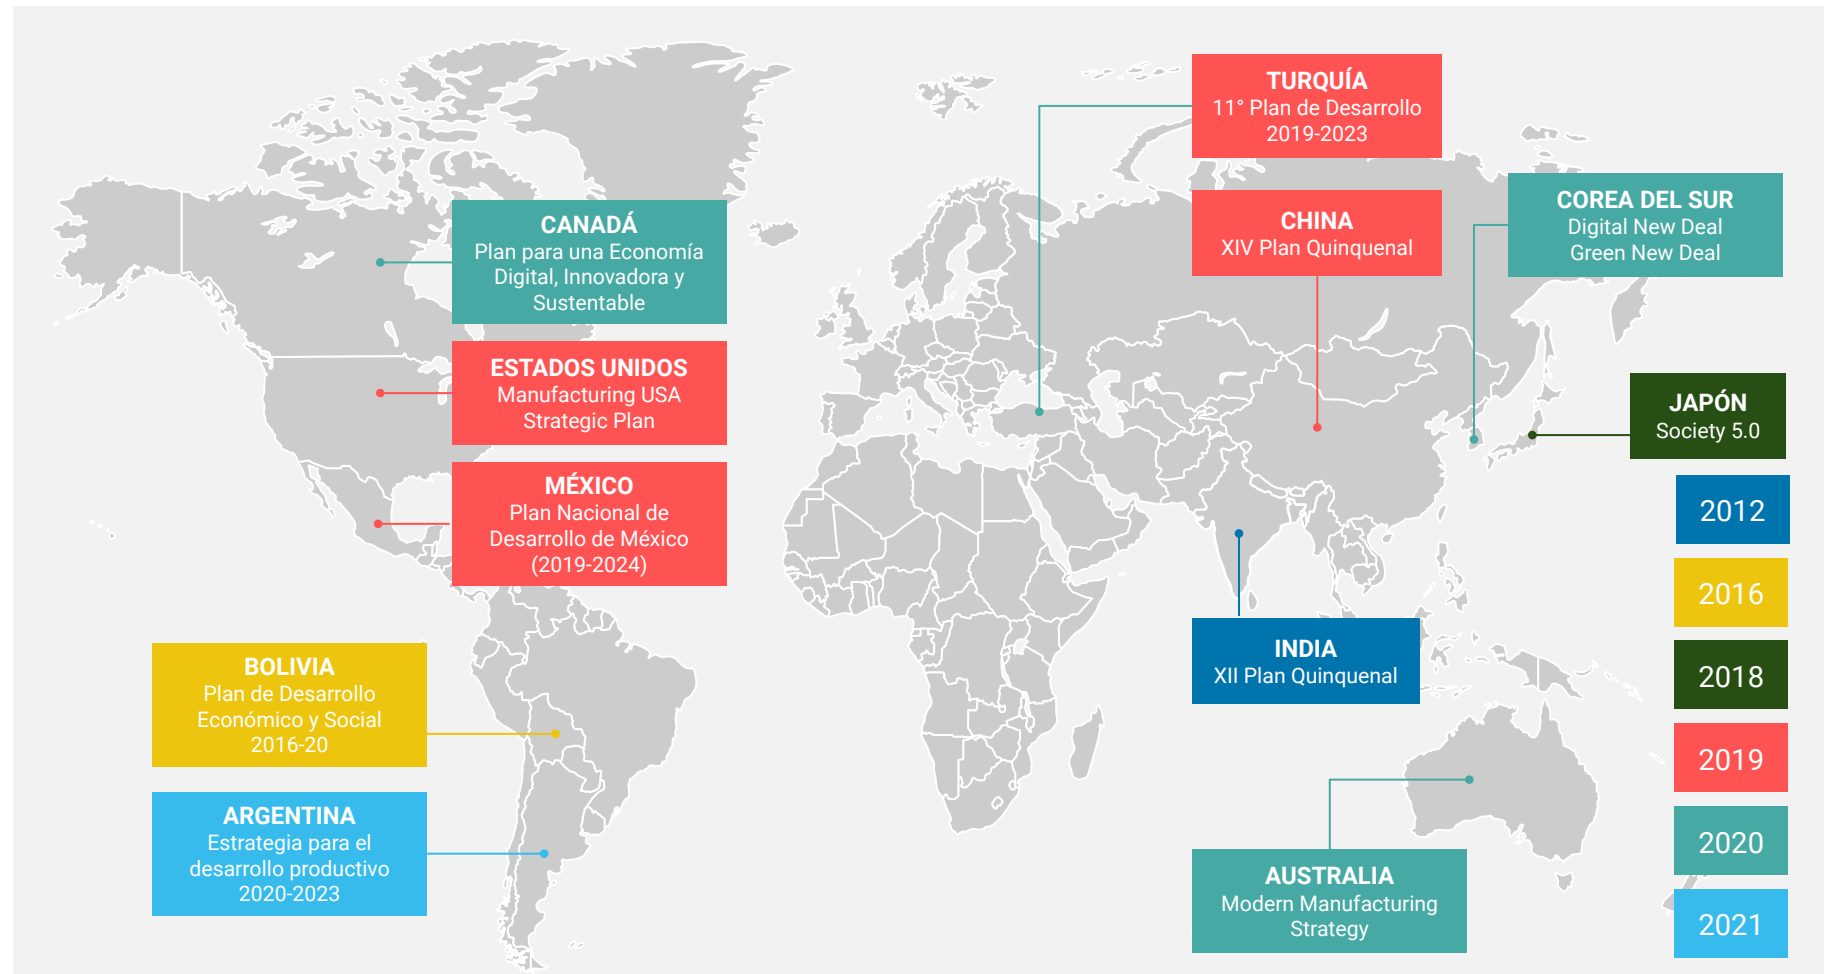 TURQUÍA
11° Plan de Desarrollo
2019-2023
CANADÁ
Plan para una Economía
Digital, Innovadora y
Sustentable
CHINA
XIV Plan Quinquenal
COREA DEL SUR
Digital New Deal
Green New Deal
ESTADOS UNIDOS
Manufacturing USA
Strategic Plan
JAPÓN
Society 5.0
MÉXICO
Plan Nacional de
Desarrollo de México
(2019-2024)
BOLIVIA
Plan de Desarrollo
Económico y Social
2016-20
INDIA
XII Plan Quinquenal
ARGENTINA
Estrategia para el
desarrollo productivo
2020-2023
AUSTRALIA
Modern Manufacturing
Strategy
2012
2016
2018
2019
2020
2021